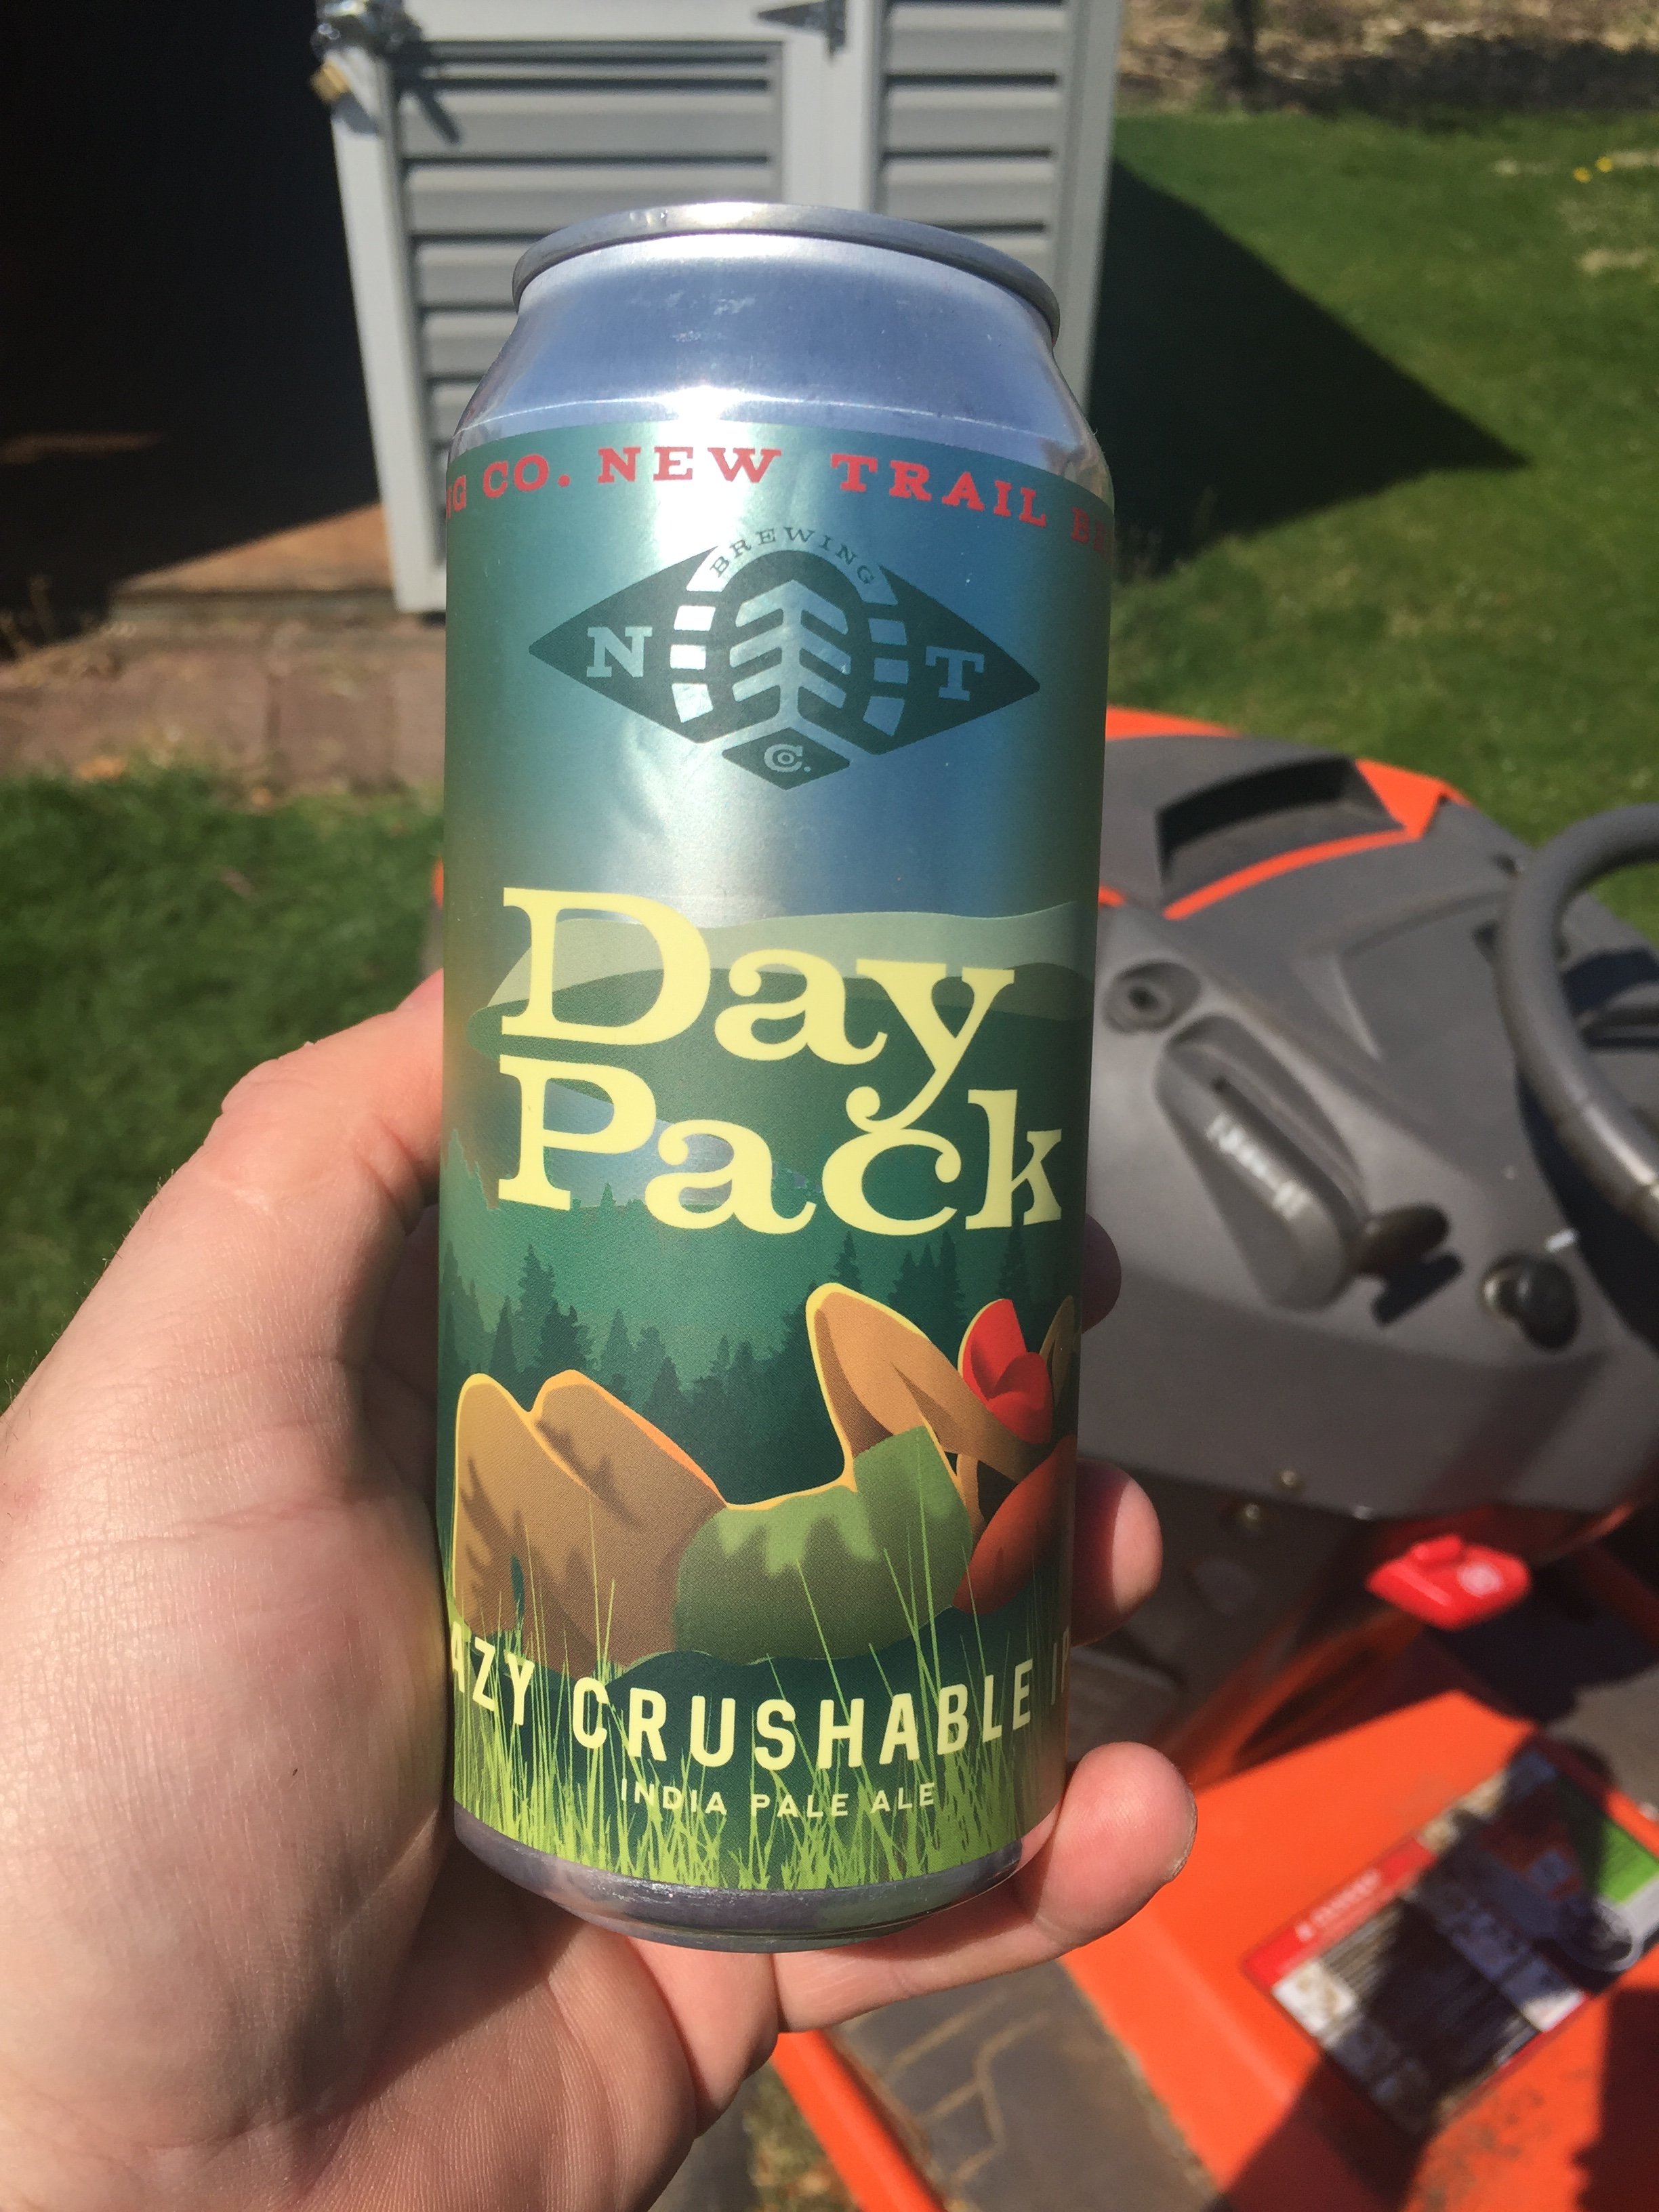 CO. NEW TRAIL
BREWING
N T
Co.
Day
Pack
AZY CRUSHABLE
INDIA PALE ALE